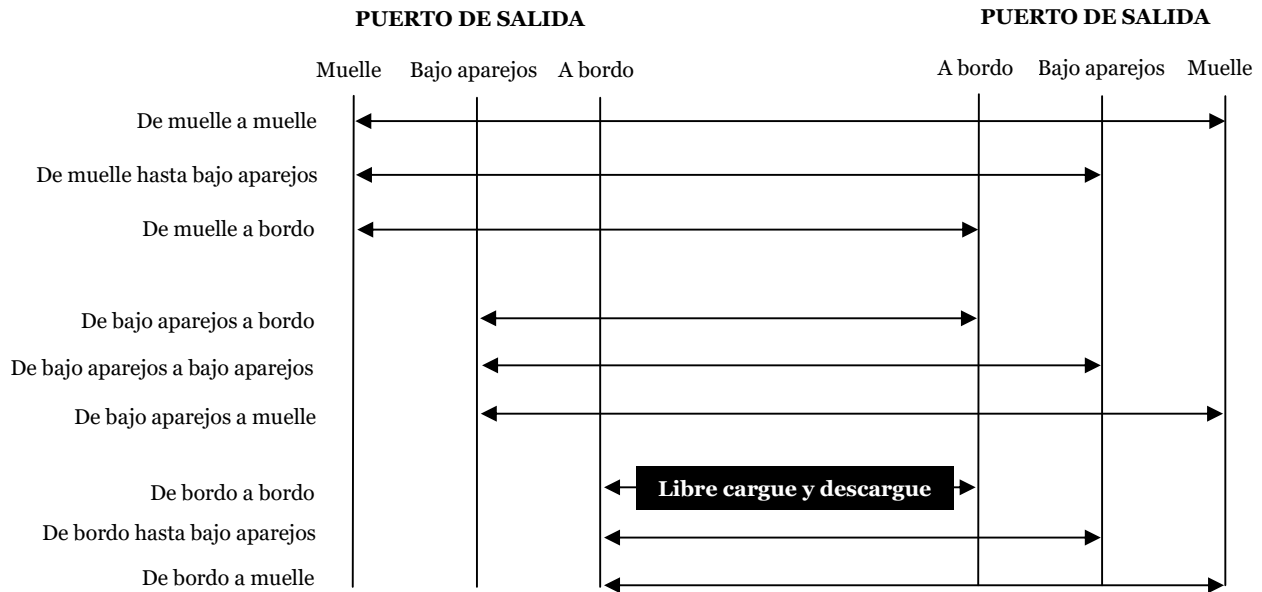 PUERTO DE SALIDA PUERTO DE SALIDA
Muelle Bajo aparejos A bordo A bordo Bajo aparejos Muelle
De muelle a muelle
De muelle hasta bajo aparejos
De muelle a bordo
De bajo aparejos a bordo
De bajo aparejos a bajo aparejos
De bajo aparejos a muelle
De bordo a bordo Libre cargue y descargue
De bordo hasta bajo aparejos
De bordo a muelle